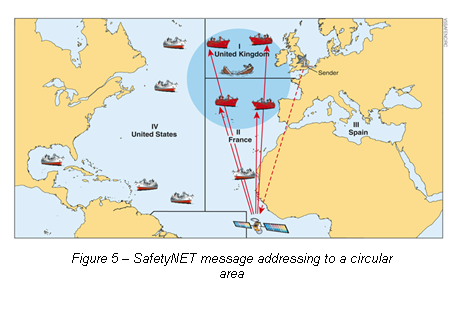 I
United Kingdom
Sender
IV
United States
II
France
III
Spain
Figure 5 – SafetyNET message addressing to a circular
area